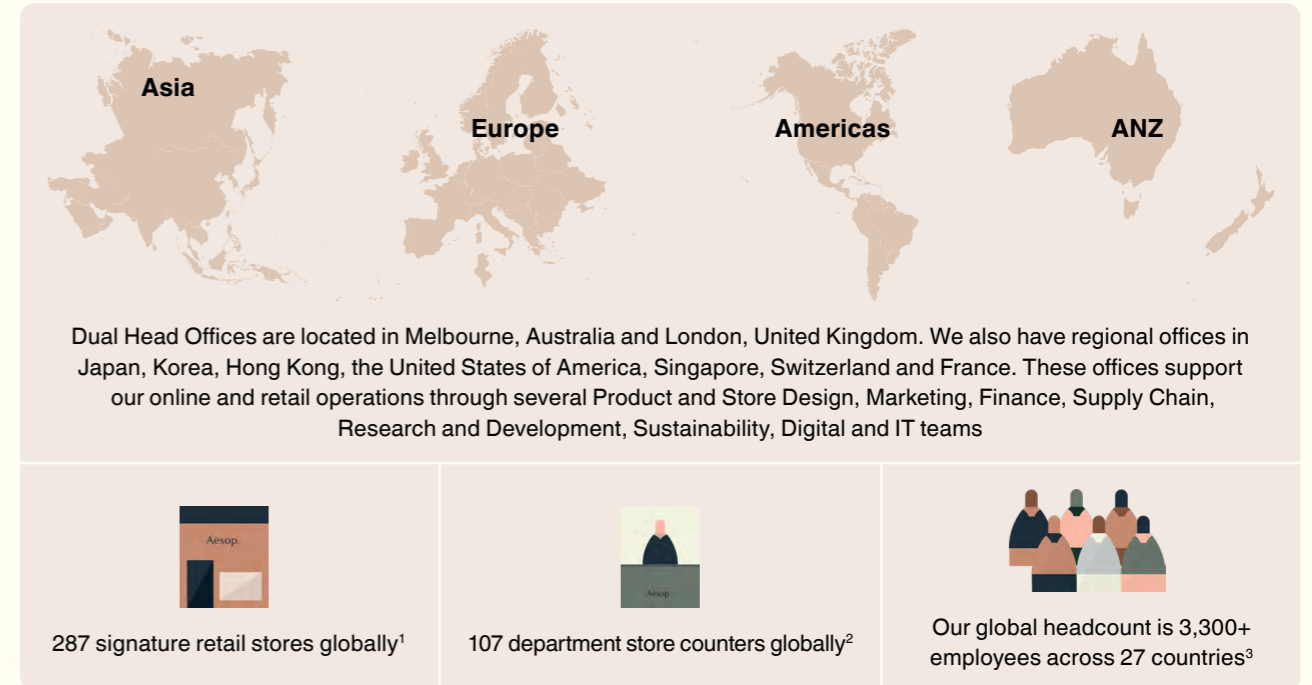 Asia
Europe
Americas
ANZ
Dual Head Offices are located in Melbourne, Australia and London, United Kingdom. We also have regional offices in
Japan, Korea, Hong Kong, the United States of America, Singapore, Switzerland and France. These offices support
our online and retail operations through several Product and Store Design, Marketing, Finance, Supply Chain,
Research and Development, Sustainability, Digital and IT teams
Aēsop.
287 signature retail stores globally¹
Aēsop.
107 department store counters globally²
Our global headcount is 3,300+
employees across 27 countries³